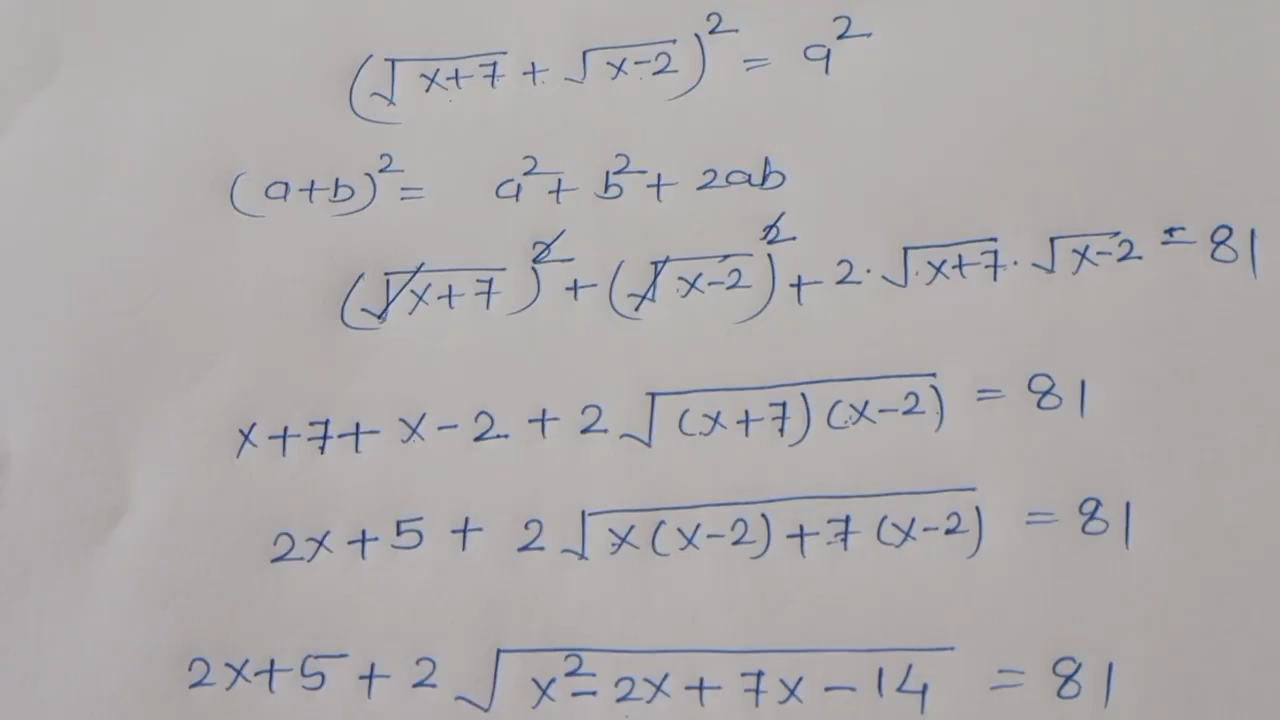 (√x+7 + √x-2)² = 9²
(a+b)² = a² + b² + 2ab
(√x+7)² + (√x-2)² + 2·√x+7·√x-2 = 81
x+7+x-2+2√(x+7)(x-2) = 81
2x+5+2√x(x-2)+7(x-2) = 81
2x+5+2√x²-2x+7x-14 = 81